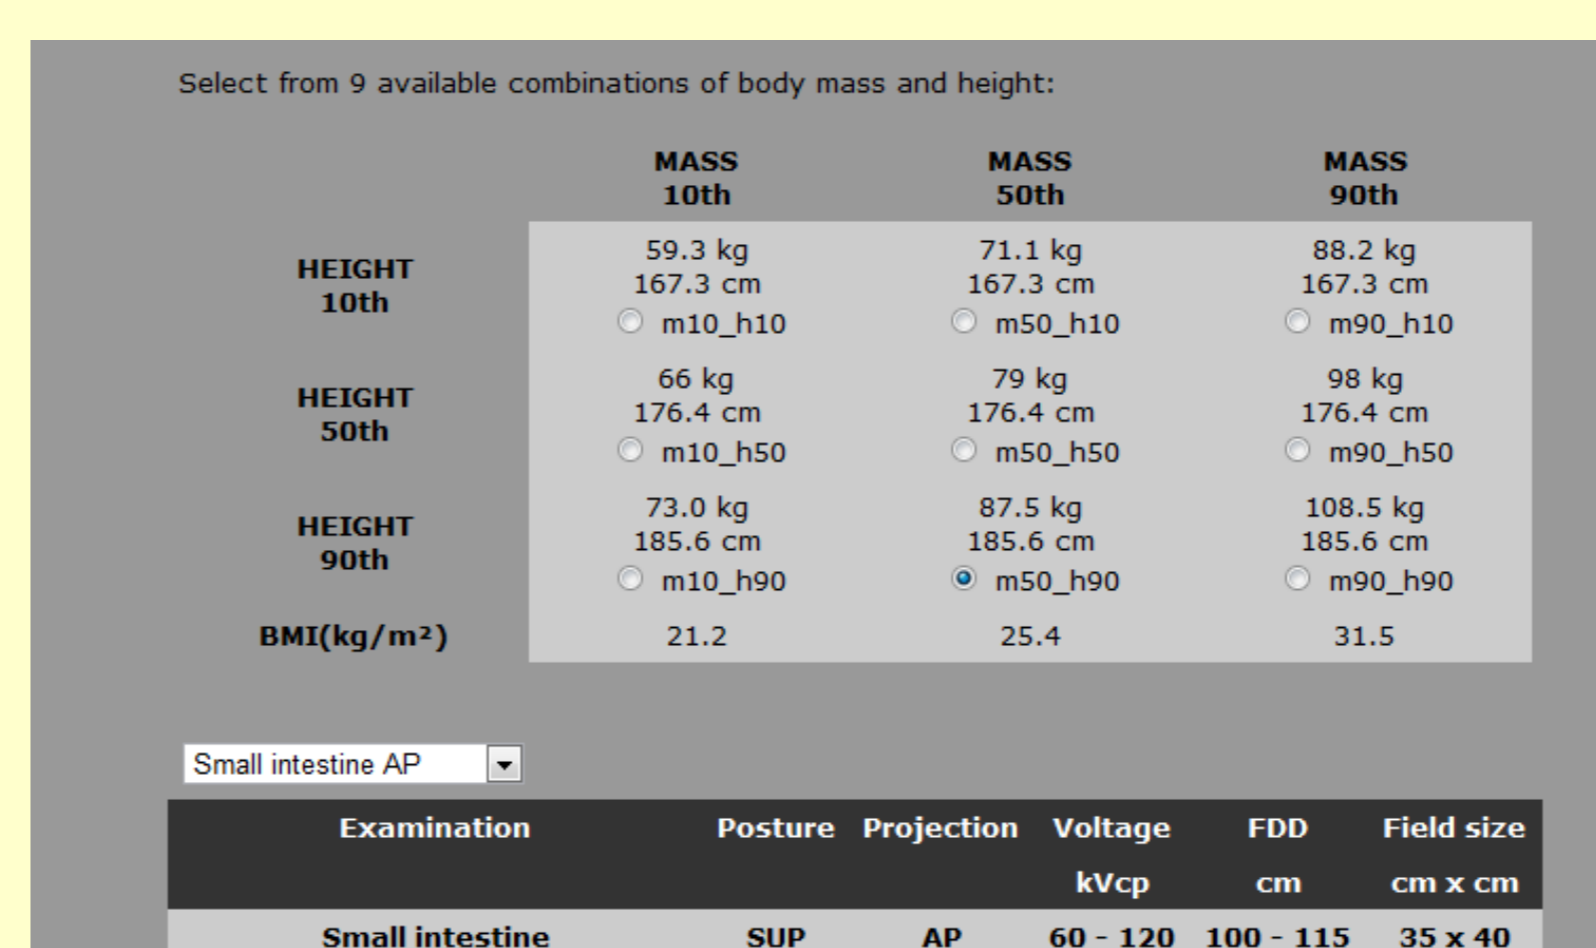 Select from 9 available combinations of body mass and height:
MASS MASS MASS
10th 50th 90th
59.3 kg 71.1 kg 88.2 kg
HEIGHT
167.3 cm 167.3 cm 167.3 cm
10th
m10_h10 m50_h10 m90_h10
66 kg 79 kg 98 kg
HEIGHT
176.4 cm 176.4 cm 176.4 cm
50th
m10_h50 m50_h50 m90_h50
73.0 kg 87.5 kg 108.5 kg
HEIGHT
185.6 cm 185.6 cm 185.6 cm
90th
m10_h90 m50_h90 m90_h90
BMI(kg/m²) 21.2 25.4 31.5
Small intestine AP
Examination Posture Projection Voltage FDD Field size
kVcp cm cm x cm
Small intestine SUP AP 60 - 120 100 - 115 35 x 40